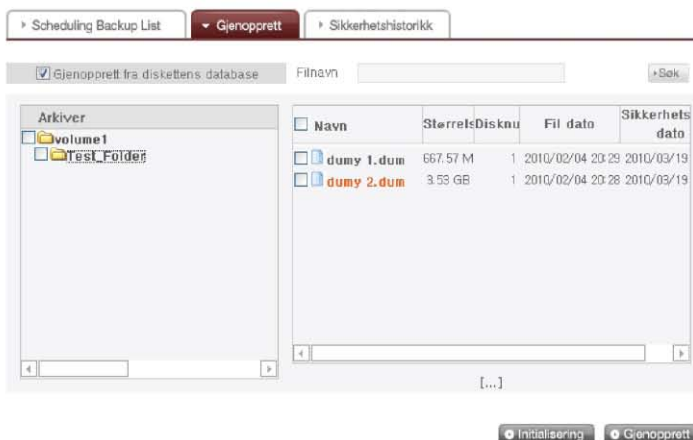 Scheduling Backup List Gjenopprett Sikkerhetshistorikk
Gjenopprett fra diskettens database Filnavn Søk
Arkiver
volume1
Test_Folder
Navn Størrels Disknu Fil dato Sikkerhets dato
dumy 1.dum 667.57 M 1 2010/02/04 20:29 2010/03/19
dumy 2.dum 3.53 GB 1 2010/02/04 20:28 2010/03/19
[...]
Initialisering Gjenopprett